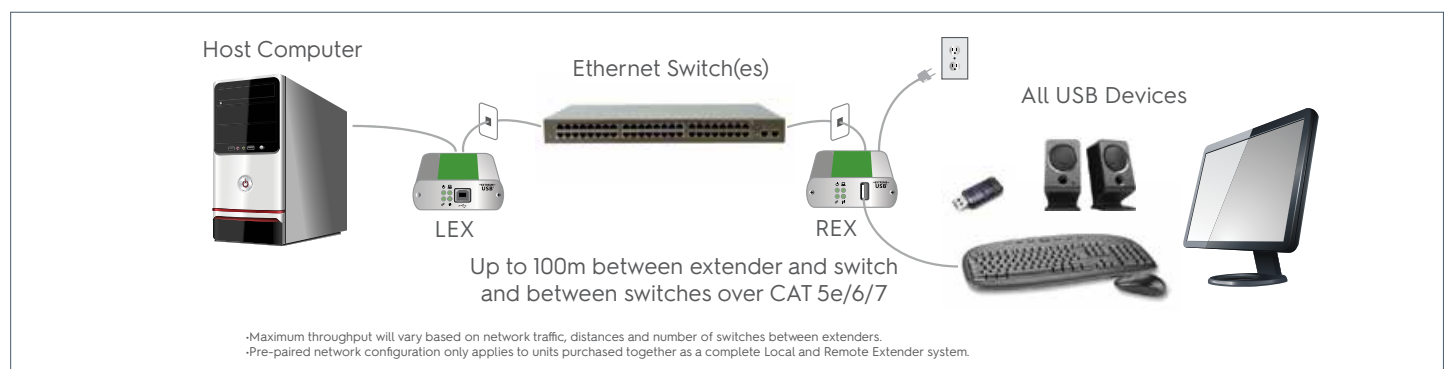 Host Computer
Ethernet Switch(es)
All USB Devices
USB
LEX
USB
REX
Up to 100m between extender and switch
and between switches over CAT 5e/6/7
•Maximum throughput will vary based on network traffic, distances and number of switches between extenders.
•Pre-paired network configuration only applies to units purchased together as a complete Local and Remote Extender system.